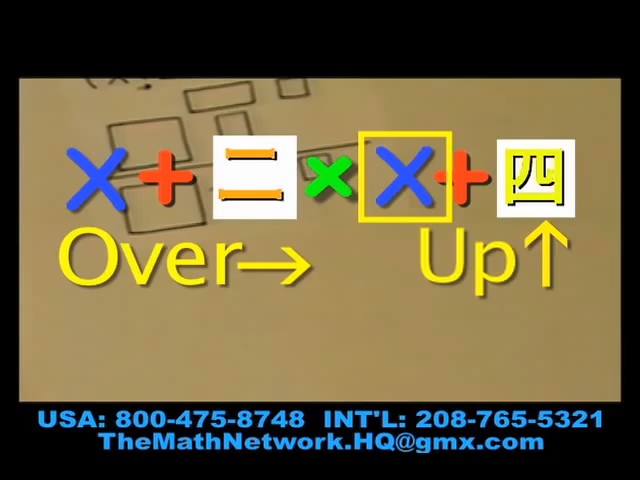 X + 二 × X + 四
Over→ Up↑
USA: 800-475-8748 INT'L: 208-765-5321
TheMathNetwork.HQ@gmx.com